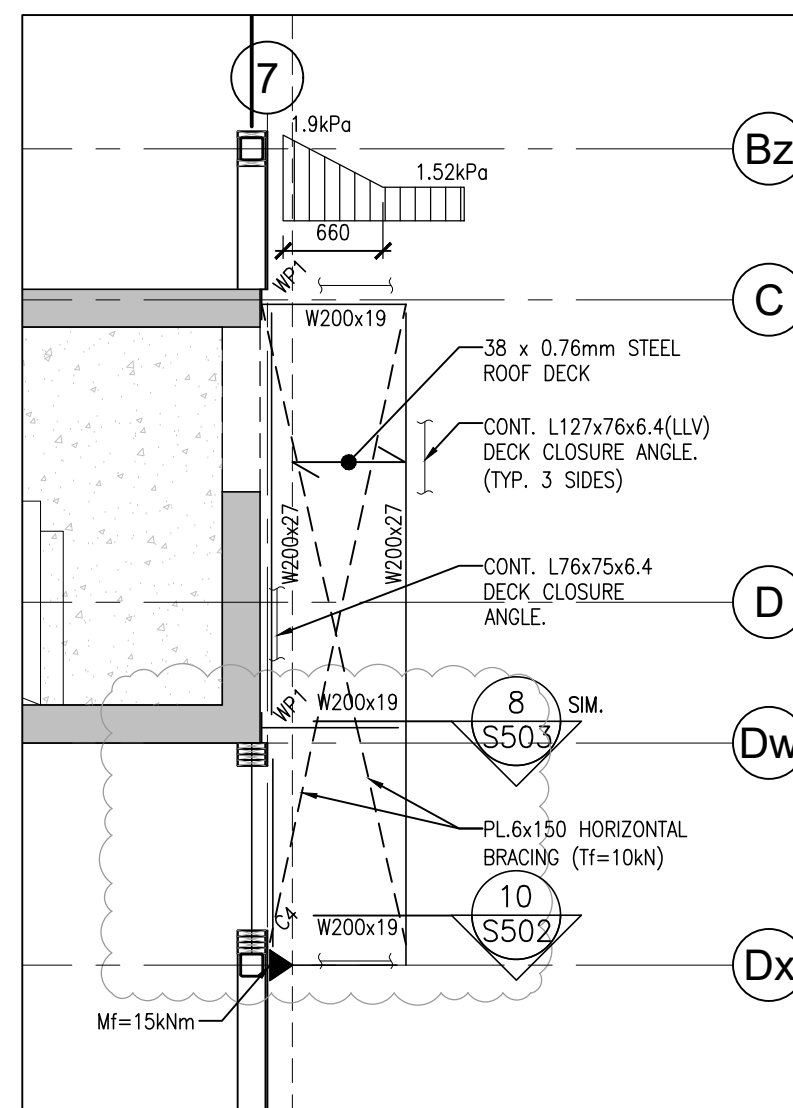 7
1.9kPa
Bz
1.52kPa
660
WP1
C
W200x19
38 x 0.76mm STEEL
ROOF DECK
CONT. L127x76x6.4(LLV)
DECK CLOSURE ANGLE.
(TYP. 3 SIDES)
W200x27
W200x27
CONT. L76x75x6.4
DECK CLOSURE
ANGLE.
D
WP1
W200x19
8
SIM.
S503
Dw
PL.6x150 HORIZONTAL
BRACING (Tf=10kN)
10
C4
W200x19
S502
Dx
Mf=15kNm